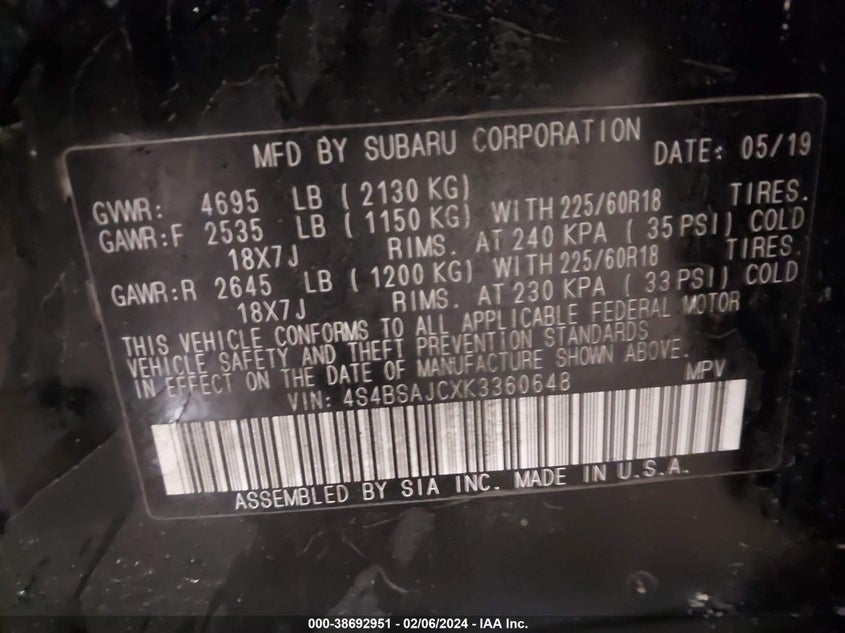 MFD BY SUBARU CORPORATION DATE: 05/19
GVWR: 4695 LB ( 2130 KG)
GAWR:F 2535 LB ( 1150 KG) WITH 225/60R18 TIRES.
18X7J RIMS. AT 240 KPA ( 35 PSI) COLD
GAWR:R 2645 LB ( 1200 KG) WITH 225/60R18 TIRES.
18X7J RIMS. AT 230 KPA ( 33 PSI) COLD
THIS VEHICLE CONFORMS TO ALL APPLICABLE FEDERAL MOTOR
VEHICLE SAFETY AND THEFT PREVENTION STANDARDS
IN EFFECT ON THE DATE OF MANUFACTURE SHOWN ABOVE.
VIN: 4S4BSAJCXK3360648 MPV
ASSEMBLED BY SIA INC. MADE IN U.S.A.
000-38692951 - 02/06/2024 - IAA Inc.